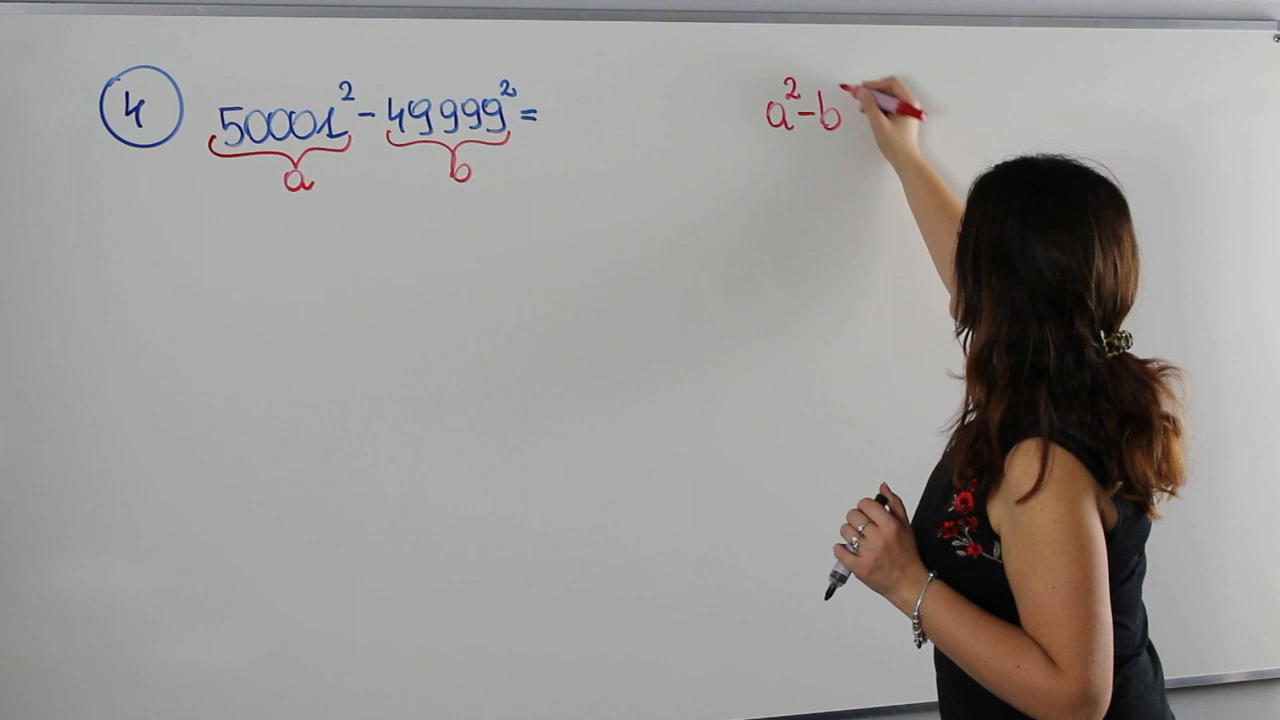 4 50001² - 49999² = a² - b
a b